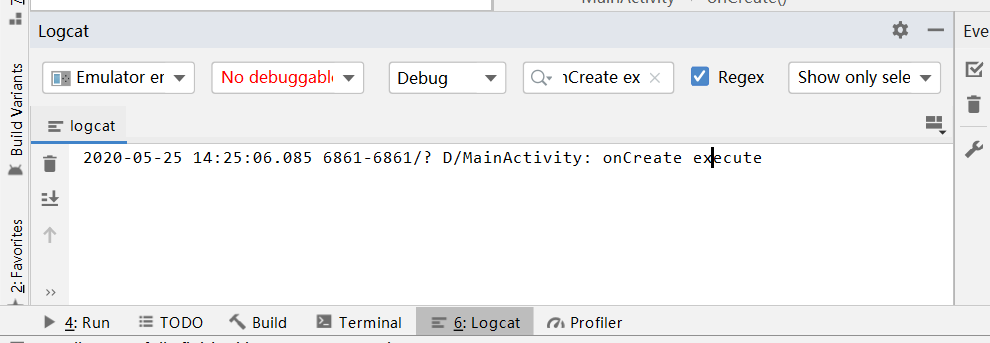 MainActivity onCreate()
Logcat
Eve
Emulator er
No debuggabl
Debug
nCreate ex
Regex
Show only sele
logcat
2020-05-25 14:25:06.085 6861-6861/? D/MainActivity: onCreate execute
Build Variants
2: Favorites
4: Run
TODO
Build
Terminal
6: Logcat
Profiler